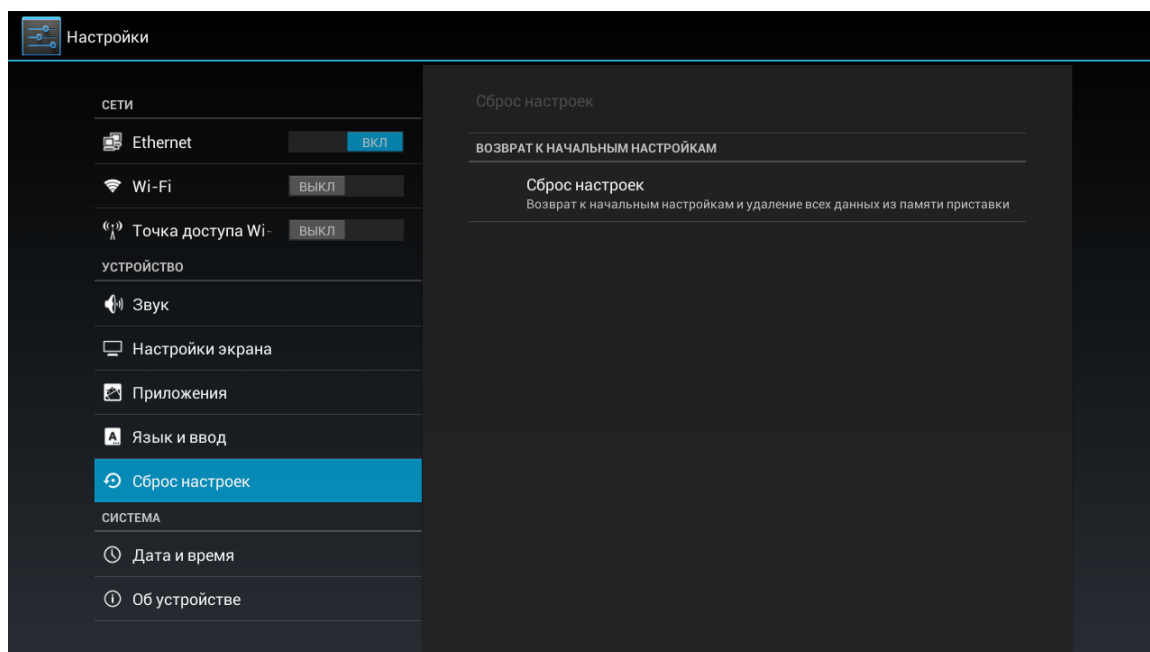 Настройки
СЕТИ
Ethernet ВКЛ
Wi-Fi ВЫКЛ
Точка доступа Wi- ВЫКЛ
УСТРОЙСТВО
Звук
Настройки экрана
Приложения
Язык и ввод
Сброс настроек
СИСТЕМА
Дата и время
Об устройстве
Сброс настроек
ВОЗВРАТ К НАЧАЛЬНЫМ НАСТРОЙКАМ
Сброс настроек
Возврат к начальным настройкам и удаление всех данных из памяти приставки